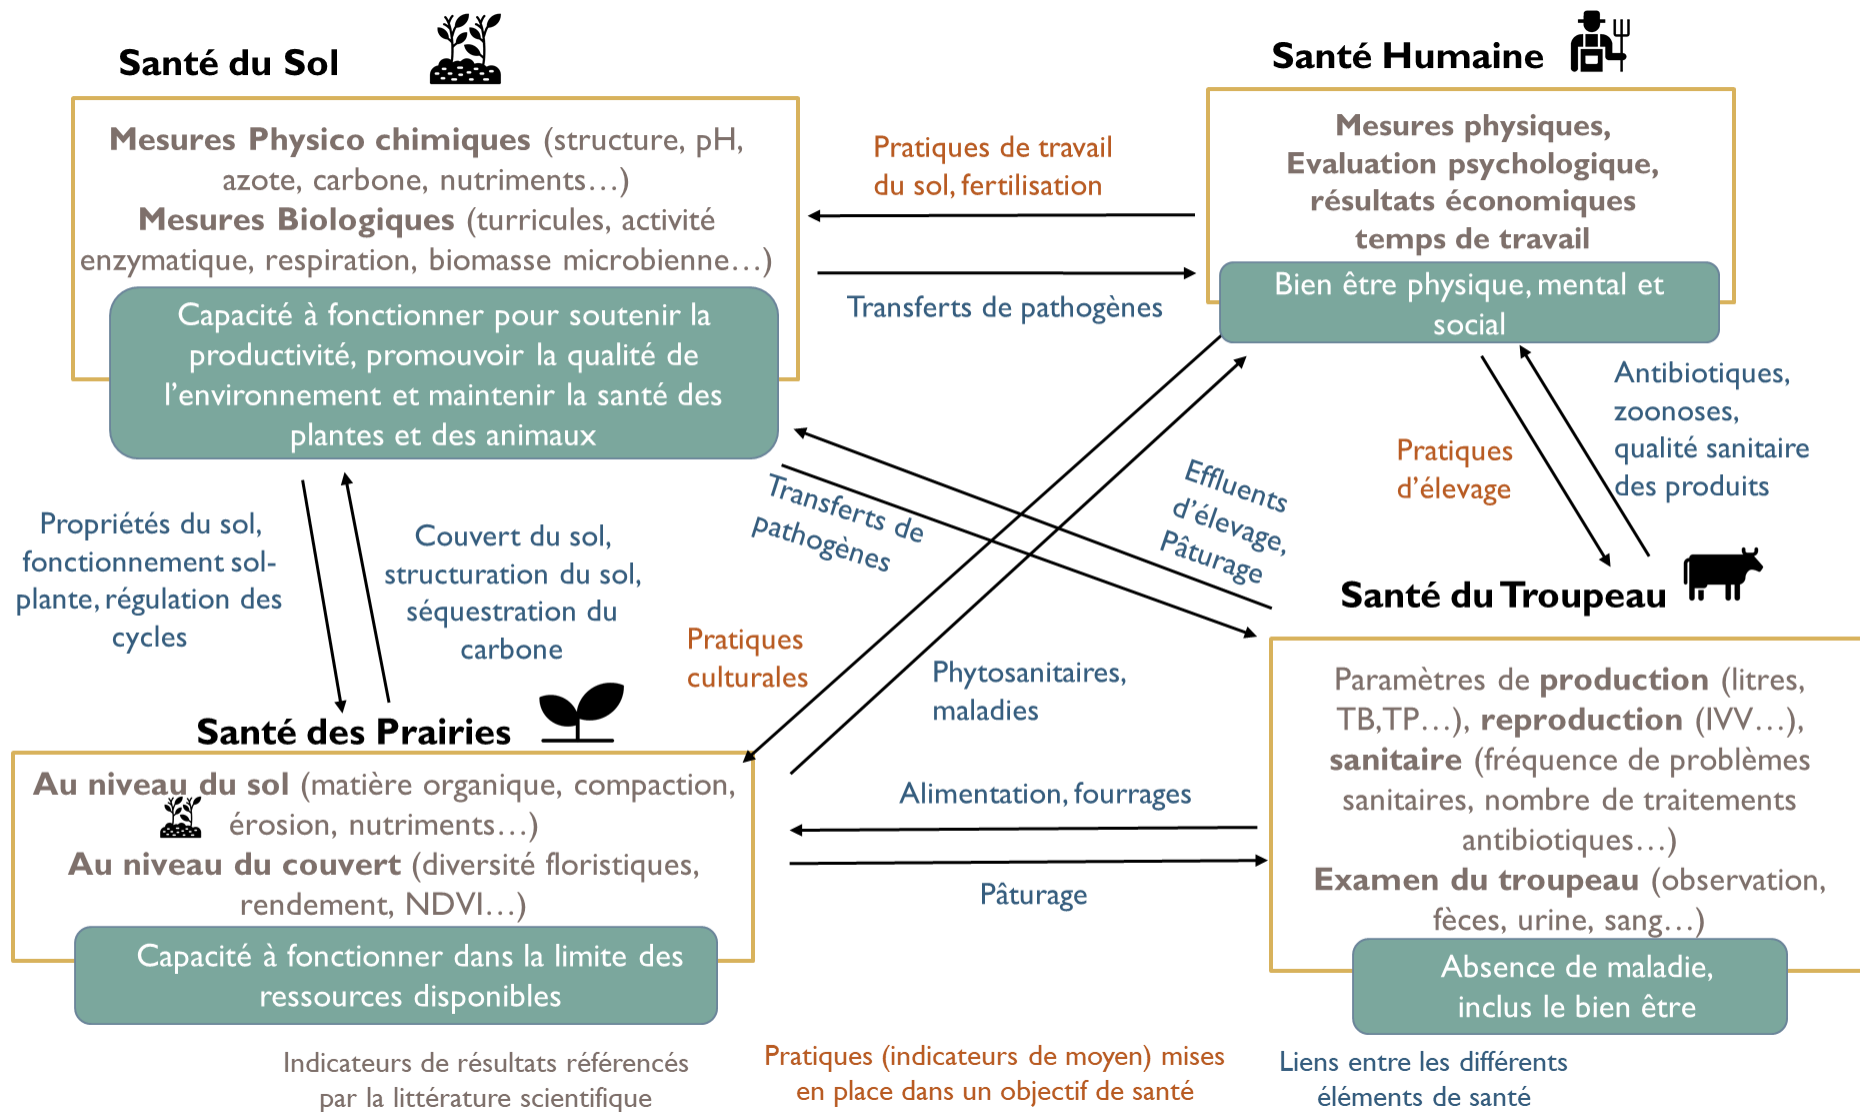 Santé du Sol
Mesures Physico chimiques (structure, pH,
azote, carbone, nutriments…)
Mesures Biologiques (turricules, activité
enzymatique, respiration, biomasse microbienne…)
Capacité à fonctionner pour soutenir la
productivité, promouvoir la qualité de
l'environnement et maintenir la santé des
plantes et des animaux
Pratiques de travail
du sol, fertilisation
Transferts de pathogènes
Santé Humaine
Mesures physiques,
Evaluation psychologique,
résultats économiques
temps de travail
Bien être physique, mental et
social
Antibiotiques,
zoonoses,
qualité sanitaire
des produits
Pratiques
d'élevage
Effluents
d'élevage,
Pâturage
Transferts de
pathogènes
Propriétés du sol,
fonctionnement sol-
plante, régulation des
cycles
Couvert du sol,
structuration du sol,
séquestration du
carbone
Pratiques
culturales
Phytosanitaires,
maladies
Santé des Prairies
Au niveau du sol (matière organique, compaction,
érosion, nutriments…)
Au niveau du couvert (diversité floristiques,
rendement, NDVI…)
Capacité à fonctionner dans la limite des
ressources disponibles
Alimentation, fourrages
Pâturage
Santé du Troupeau
Paramètres de production (litres,
TB,TP…), reproduction (IVV…),
sanitaire (fréquence de problèmes
sanitaires, nombre de traitements
antibiotiques…)
Examen du troupeau (observation,
fèces, urine, sang…)
Absence de maladie,
inclus le bien être
Indicateurs de résultats référencés
par la littérature scientifique
Pratiques (indicateurs de moyen) mises
en place dans un objectif de santé
Liens entre les différents
éléments de santé